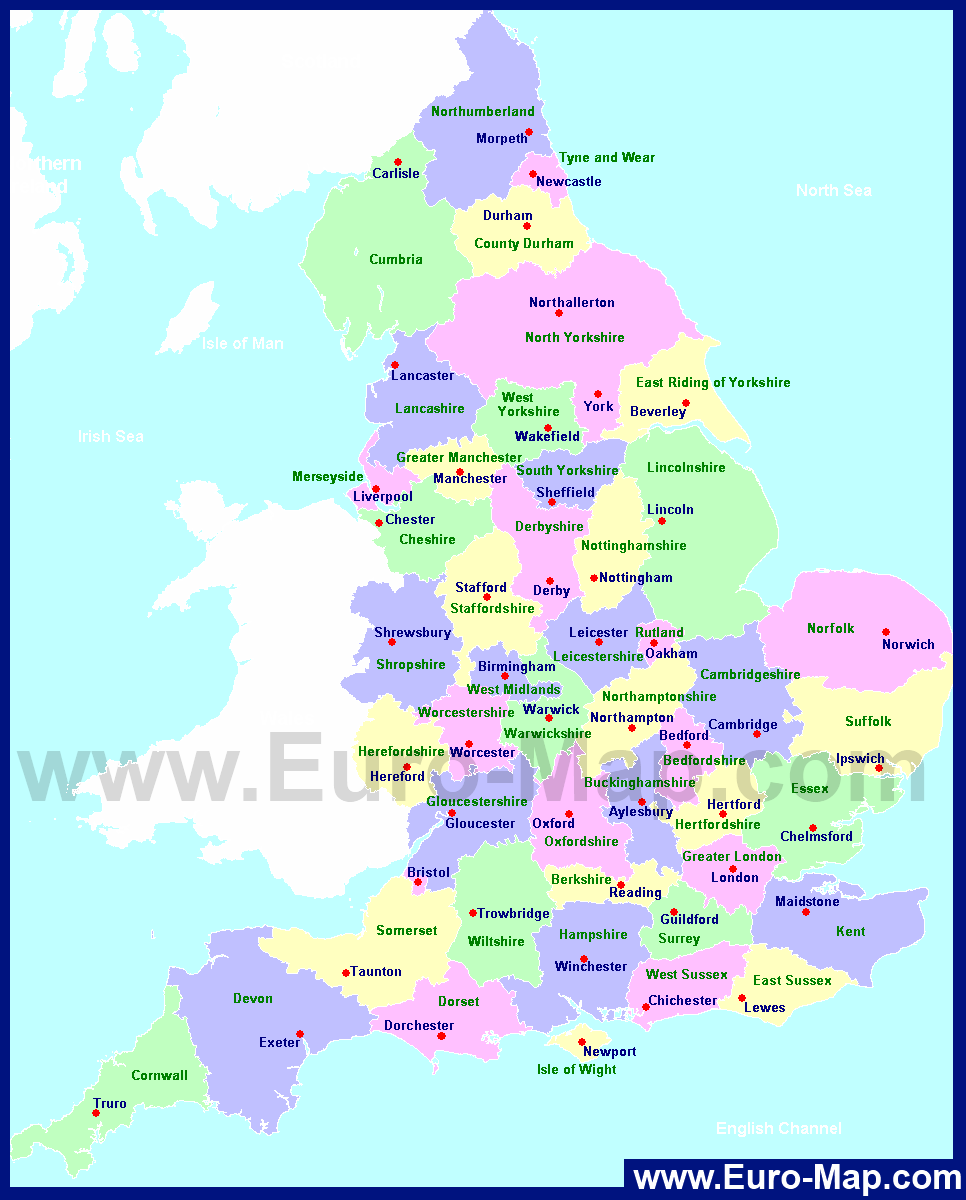 Northumberland
Morpeth
Tyne and Wear
Carlisle
thern
Newcastle
nd
North Sea
Durham
County Durham
Cumbria
Northallerton
North Yorkshire
Isle of Man
Lancaster
East Riding of Yorkshire
West
Yorkshire
Lancashire
York
Beverley
Irish Sea
Wakefield
Greater Manchester
South Yorkshire
Lincolnshire
Merseyside
Manchester
Liverpool
Sheffield
Lincoln
Chester
Derbyshire
Cheshire
Nottinghamshire
Stafford
Derby
Nottingham
Staffordshire
Shrewsbury
Leicester
Rutland
Norfolk
Norwich
Shropshire
Leicestershire
Oakham
Birmingham
Cambridgeshire
West Midlands
Northamptonshire
Worcestershire
Warwick
Northampton
Cambridge
Suffolk
Warwickshire
Bedford
Herefordshire
Worcester
Bedfordshire
Ipswich
www.Euro-Map.com
Hereford
Buckinghamshire
Essex
Gloucestershire
Aylesbury
Hertford
Gloucester
Oxford
Hertfordshire
Chelmsford
Oxfordshire
Greater London
Bristol
Berkshire
London
Reading
Maidstone
Trowbridge
Guildford
Somerset
Wiltshire
Hampshire
Surrey
Kent
Taunton
Winchester
West Sussex
East Sussex
Devon
Dorset
Chichester
Lewes
Dorchester
Exeter
Newport
Isle of Wight
Cornwall
Truro
English Channel
www.Euro-Map.com